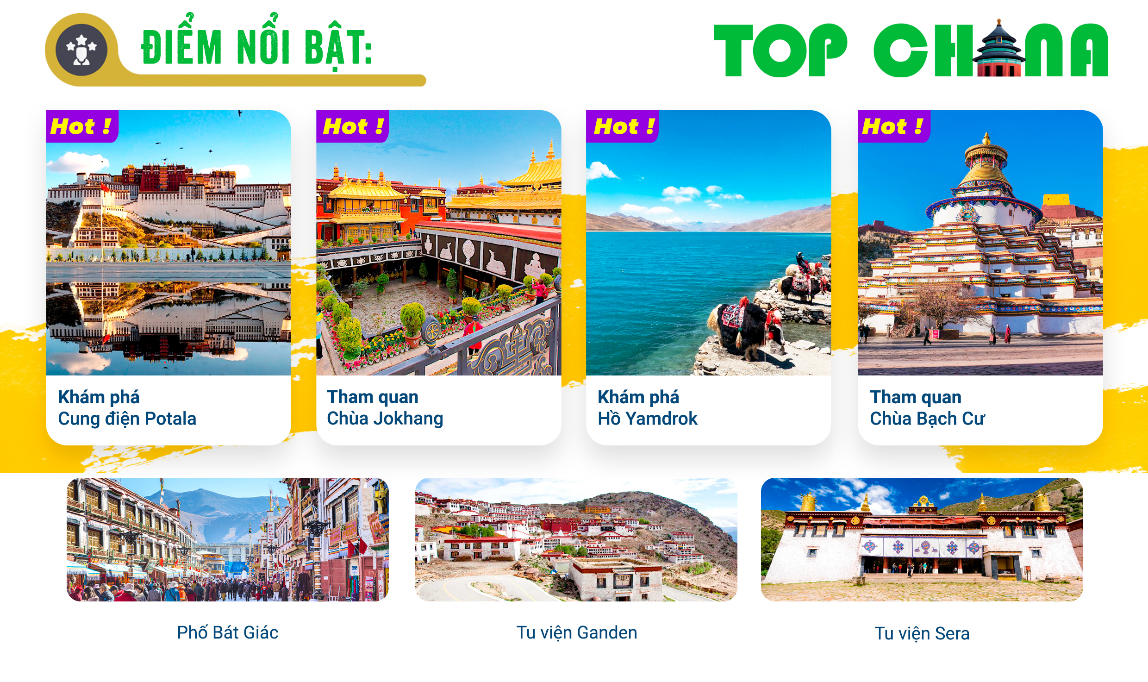 ĐIỂM NỔI BẬT:
TOP CHINA
Hot !
Hot !
Hot !
Hot !
Khám phá
Cung điện Potala
Tham quan
Chùa Jokhang
Khám phá
Hồ Yamdrok
Tham quan
Chùa Bạch Cư
Phố Bát Giác
Tu viện Ganden
Tu viện Sera